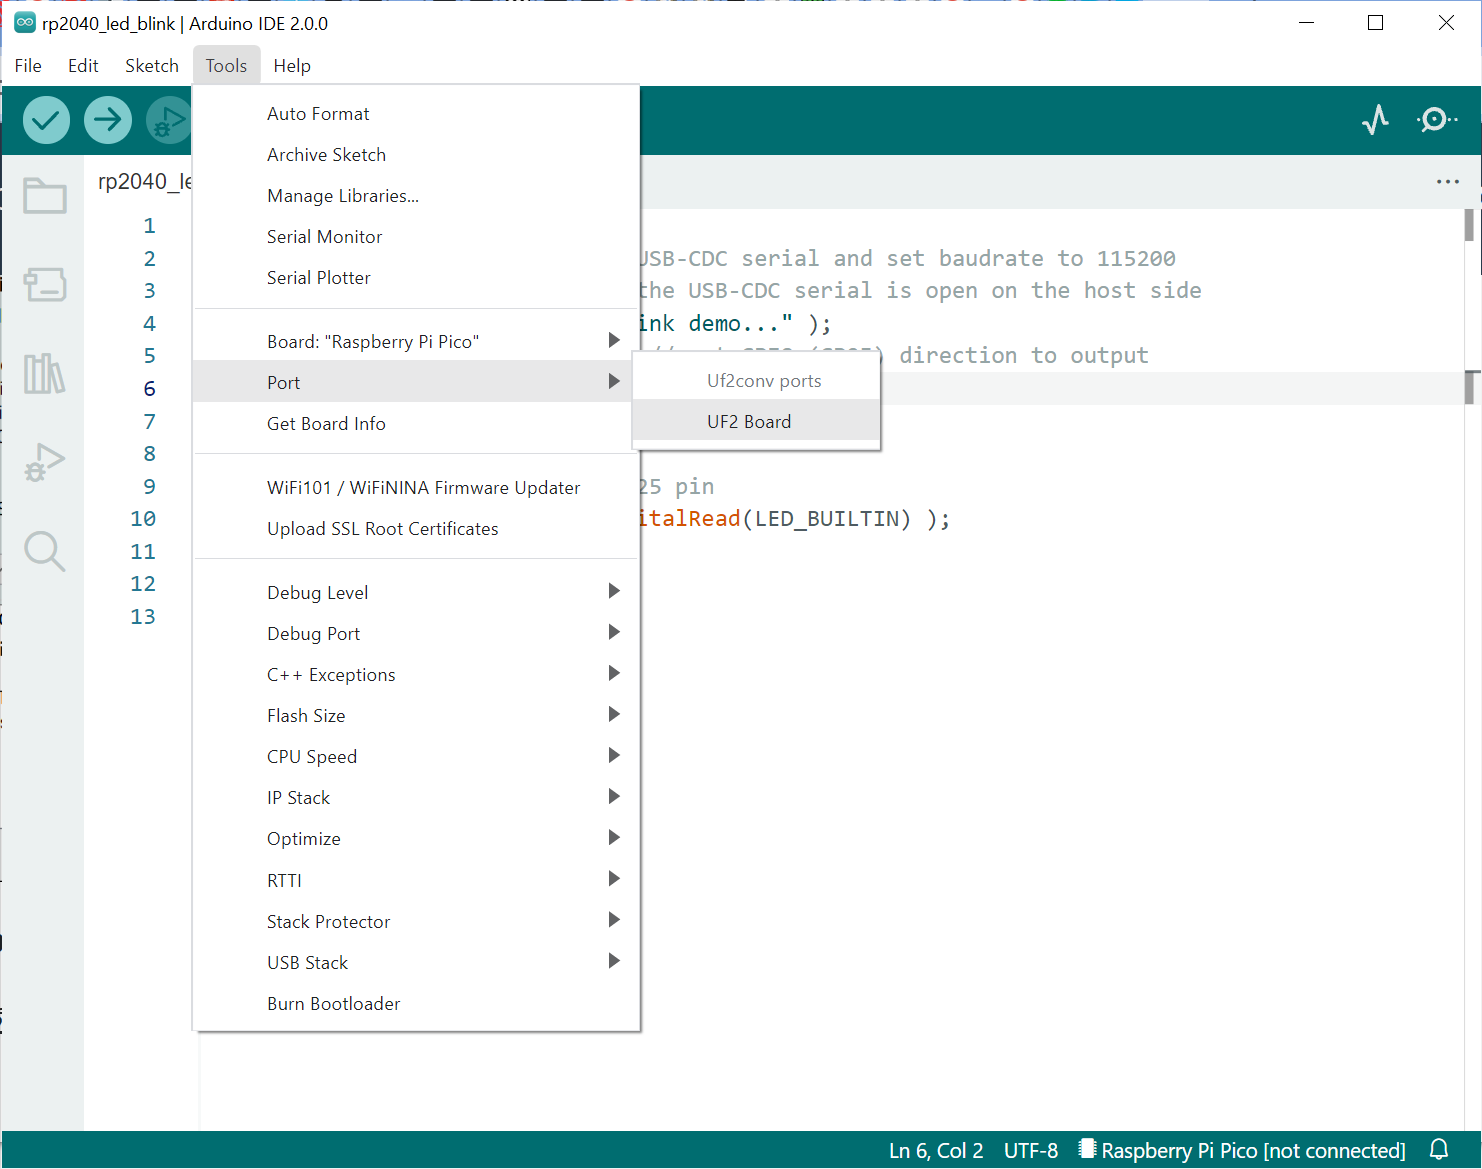 rp2040_led_blink | Arduino IDE 2.0.0
File Edit Sketch Tools Help
rp2040_le
Auto Format
Archive Sketch
Manage Libraries...
Serial Monitor
Serial Plotter
Board: "Raspberry Pi Pico"
Port
Get Board Info
WiFi101 / WiFiNINA Firmware Updater
Upload SSL Root Certificates
Debug Level
Debug Port
C++ Exceptions
Flash Size
CPU Speed
IP Stack
Optimize
RTTI
Stack Protector
USB Stack
Burn Bootloader
Uf2conv ports
UF2 Board
1
2 USB-CDC serial and set baudrate to 115200
3 the USB-CDC serial is open on the host side
4 ink demo..." );
5 direction to output
6
7
8
9 25 pin
10 italRead(LED_BUILTIN) );
11
12
13
Ln 6, Col 2 UTF-8 Raspberry Pi Pico [not connected]